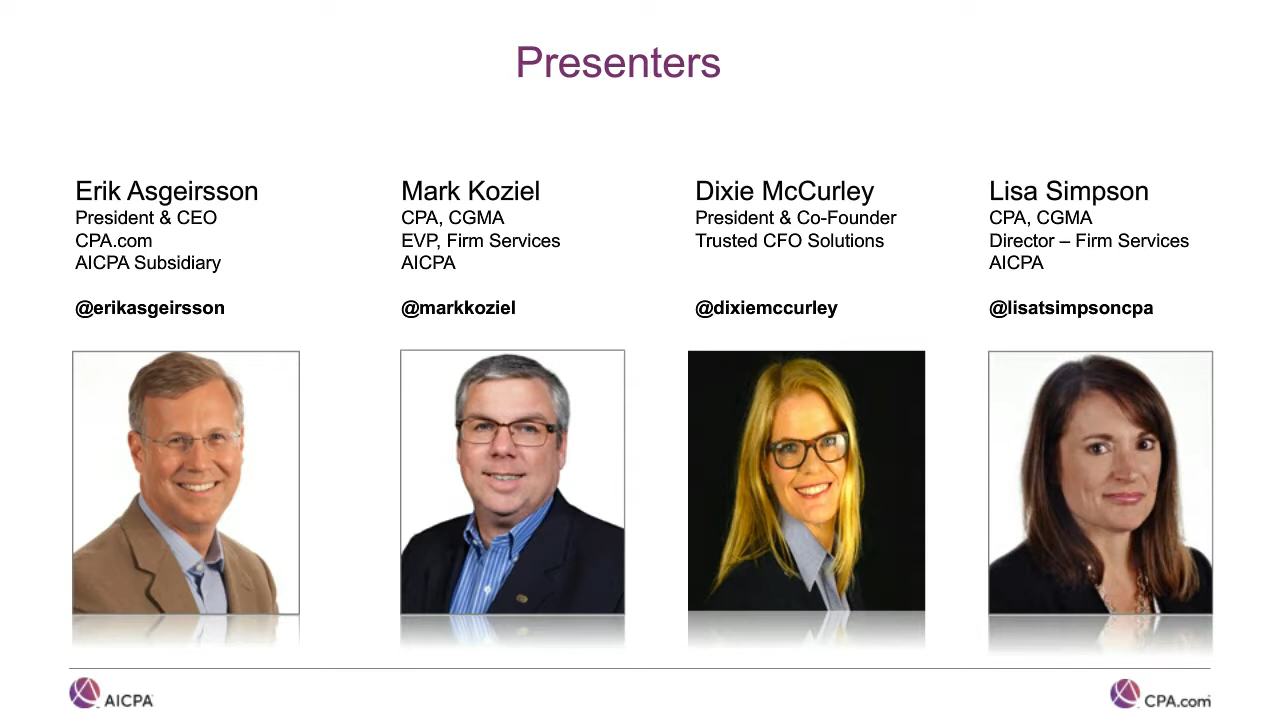 Presenters
Erik Asgeirsson
President & CEO
CPA.com
AICPA Subsidiary
@erikasgeirsson
Mark Koziel
CPA, CGMA
EVP, Firm Services
AICPA
@markkoziel
Dixie McCurley
President & Co-Founder
Trusted CFO Solutions
@dixiemccurley
Lisa Simpson
CPA, CGMA
Director – Firm Services
AICPA
@lisatsimpsoncpa
AICPA
CPA.com